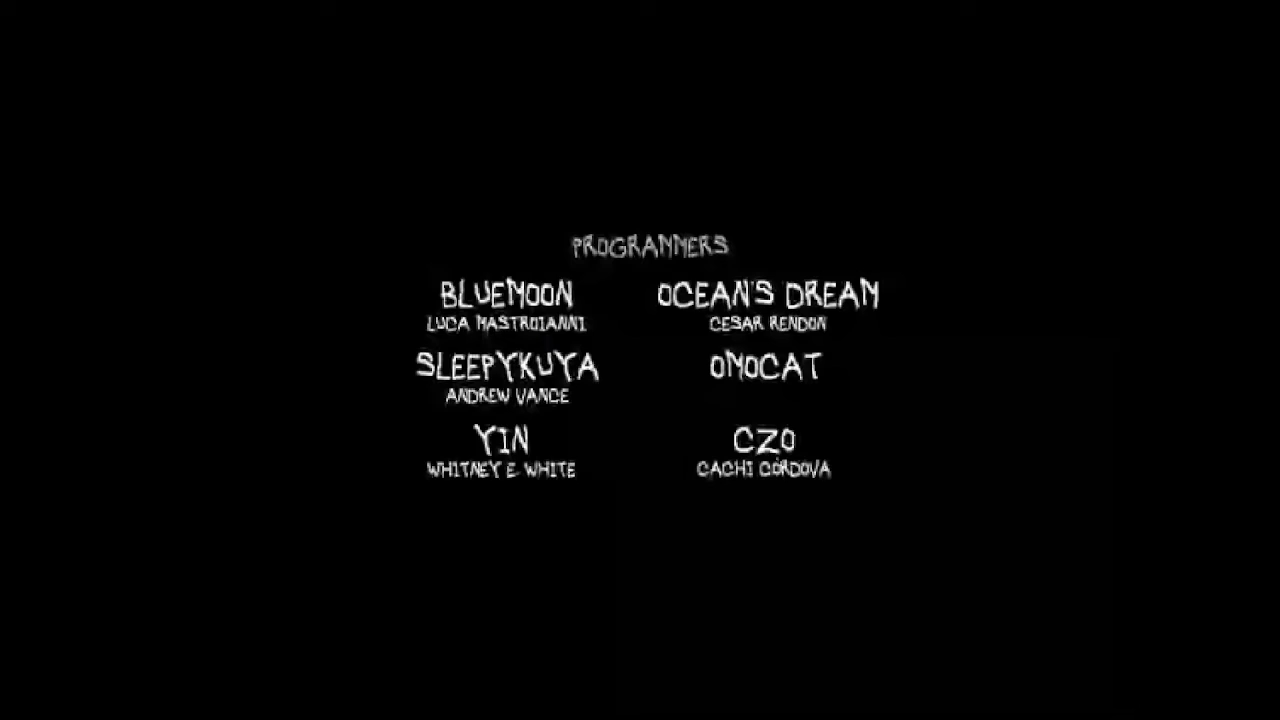 PROGRAMMERS
BLUEMOON OCEAN'S DREAM
LUCA MASTROIANNI CESAR RENDON
SLEEPYKUYA OMOCAT
ANDREW VANCE
YIN CZO
WHITNEY E. WHITE CACHI CÓRDOVA